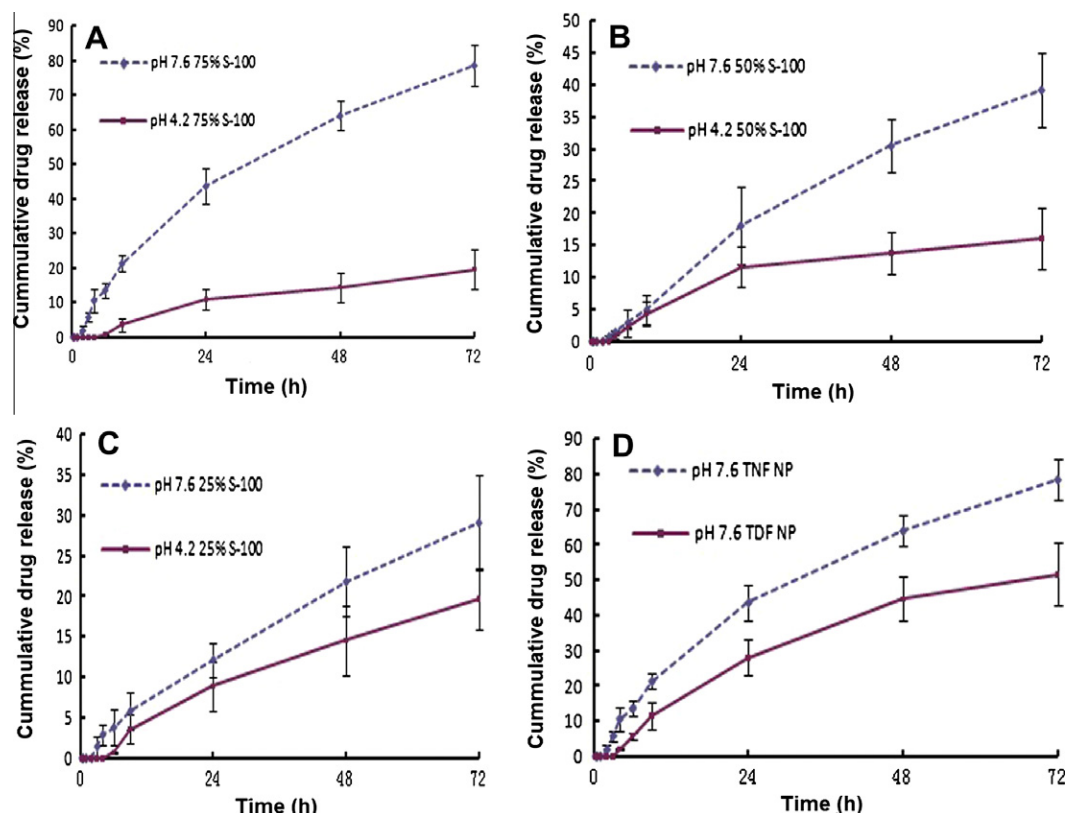 A
Cummulative drug release (%)
90
80
70
60
50
40
30
20
10
0
pH 7.6 75% S-100
pH 4.2 75% S-100
0 24 48 72
Time (h)
B
Cummulative drug release (%)
50
45
40
35
30
25
20
15
10
5
0
pH 7.6 50% S-100
pH 4.2 50% S-100
0 24 48 72
Time (h)
C
Cummulative drug release (%)
40
35
30
25
20
15
10
5
0
pH 7.6 25% S-100
pH 4.2 25% S-100
0 24 48 72
Time (h)
D
Cummulative drug release (%)
90
80
70
60
50
40
30
20
10
0
pH 7.6 TNF NP
pH 7.6 TDF NP
0 24 48 72
Time (h)